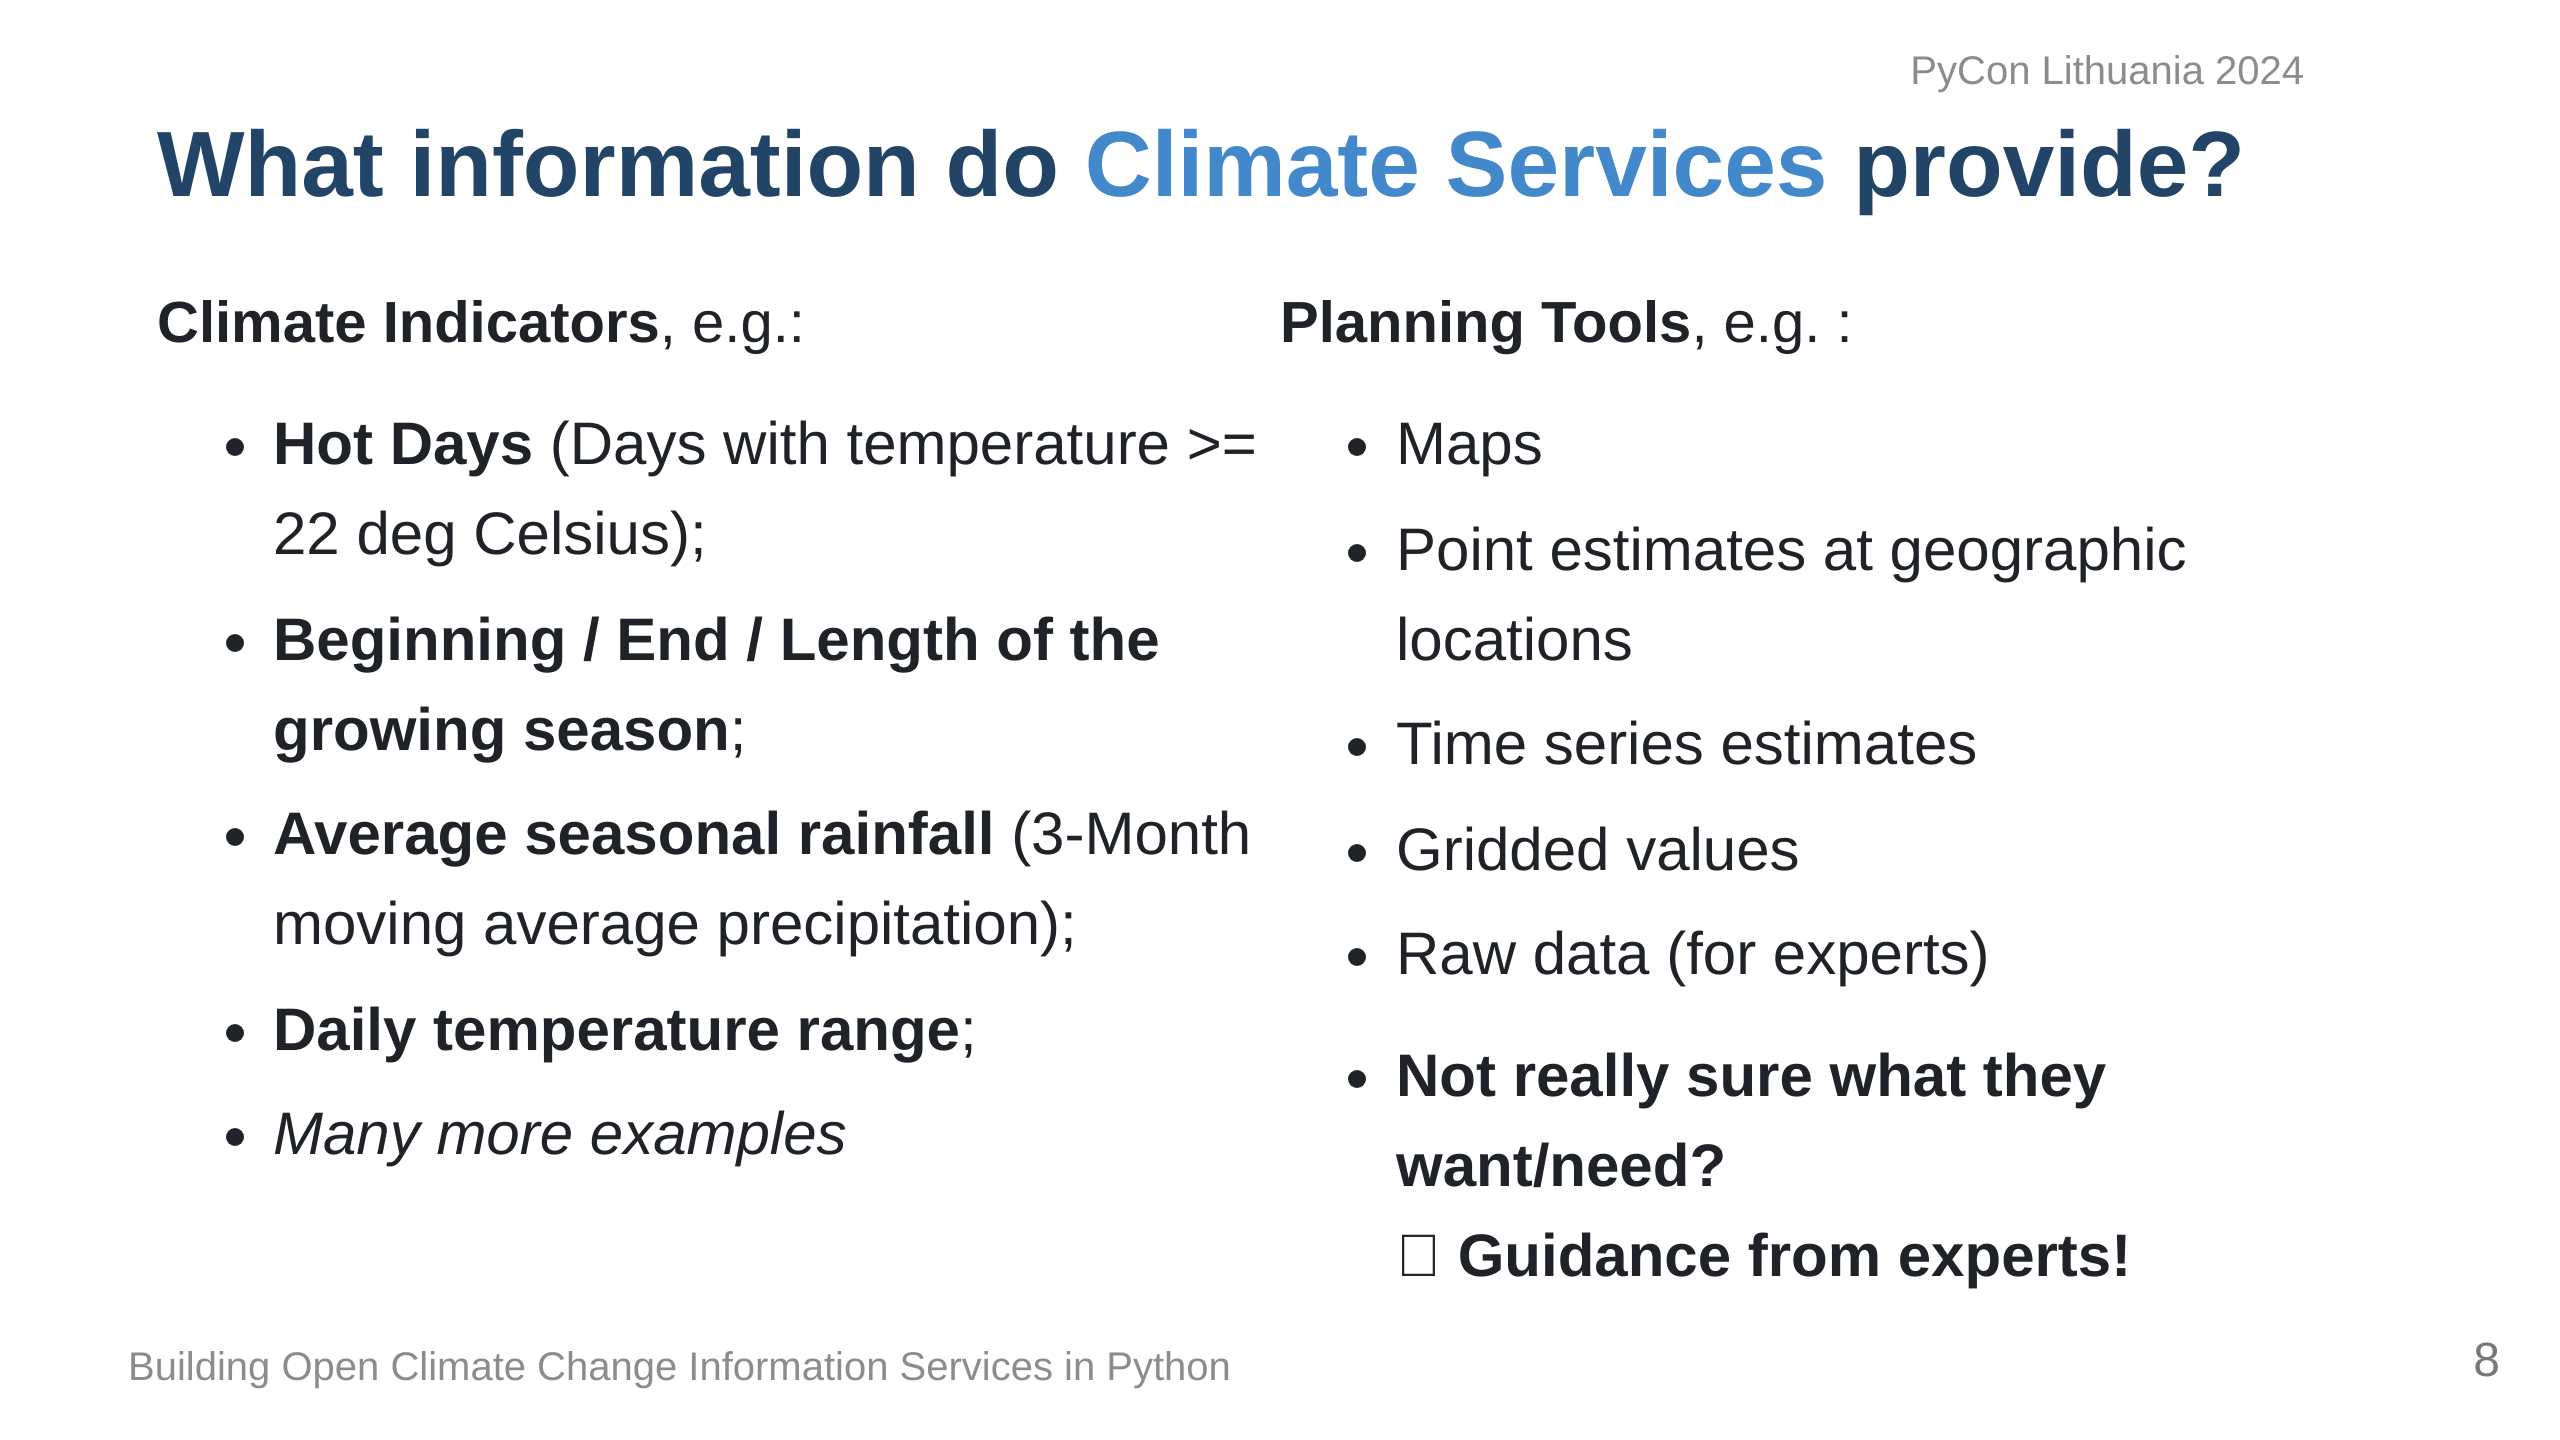 PyCon Lithuania 2024
What information do Climate Services provide?
Climate Indicators, e.g.:
• Hot Days (Days with temperature >=
22 deg Celsius);
• Beginning / End / Length of the
growing season;
• Average seasonal rainfall (3-Month
moving average precipitation);
• Daily temperature range;
• Many more examples
Planning Tools, e.g. :
• Maps
• Point estimates at geographic
locations
• Time series estimates
• Gridded values
• Raw data (for experts)
• Not really sure what they
want/need?
Guidance from experts!
Building Open Climate Change Information Services in Python
8